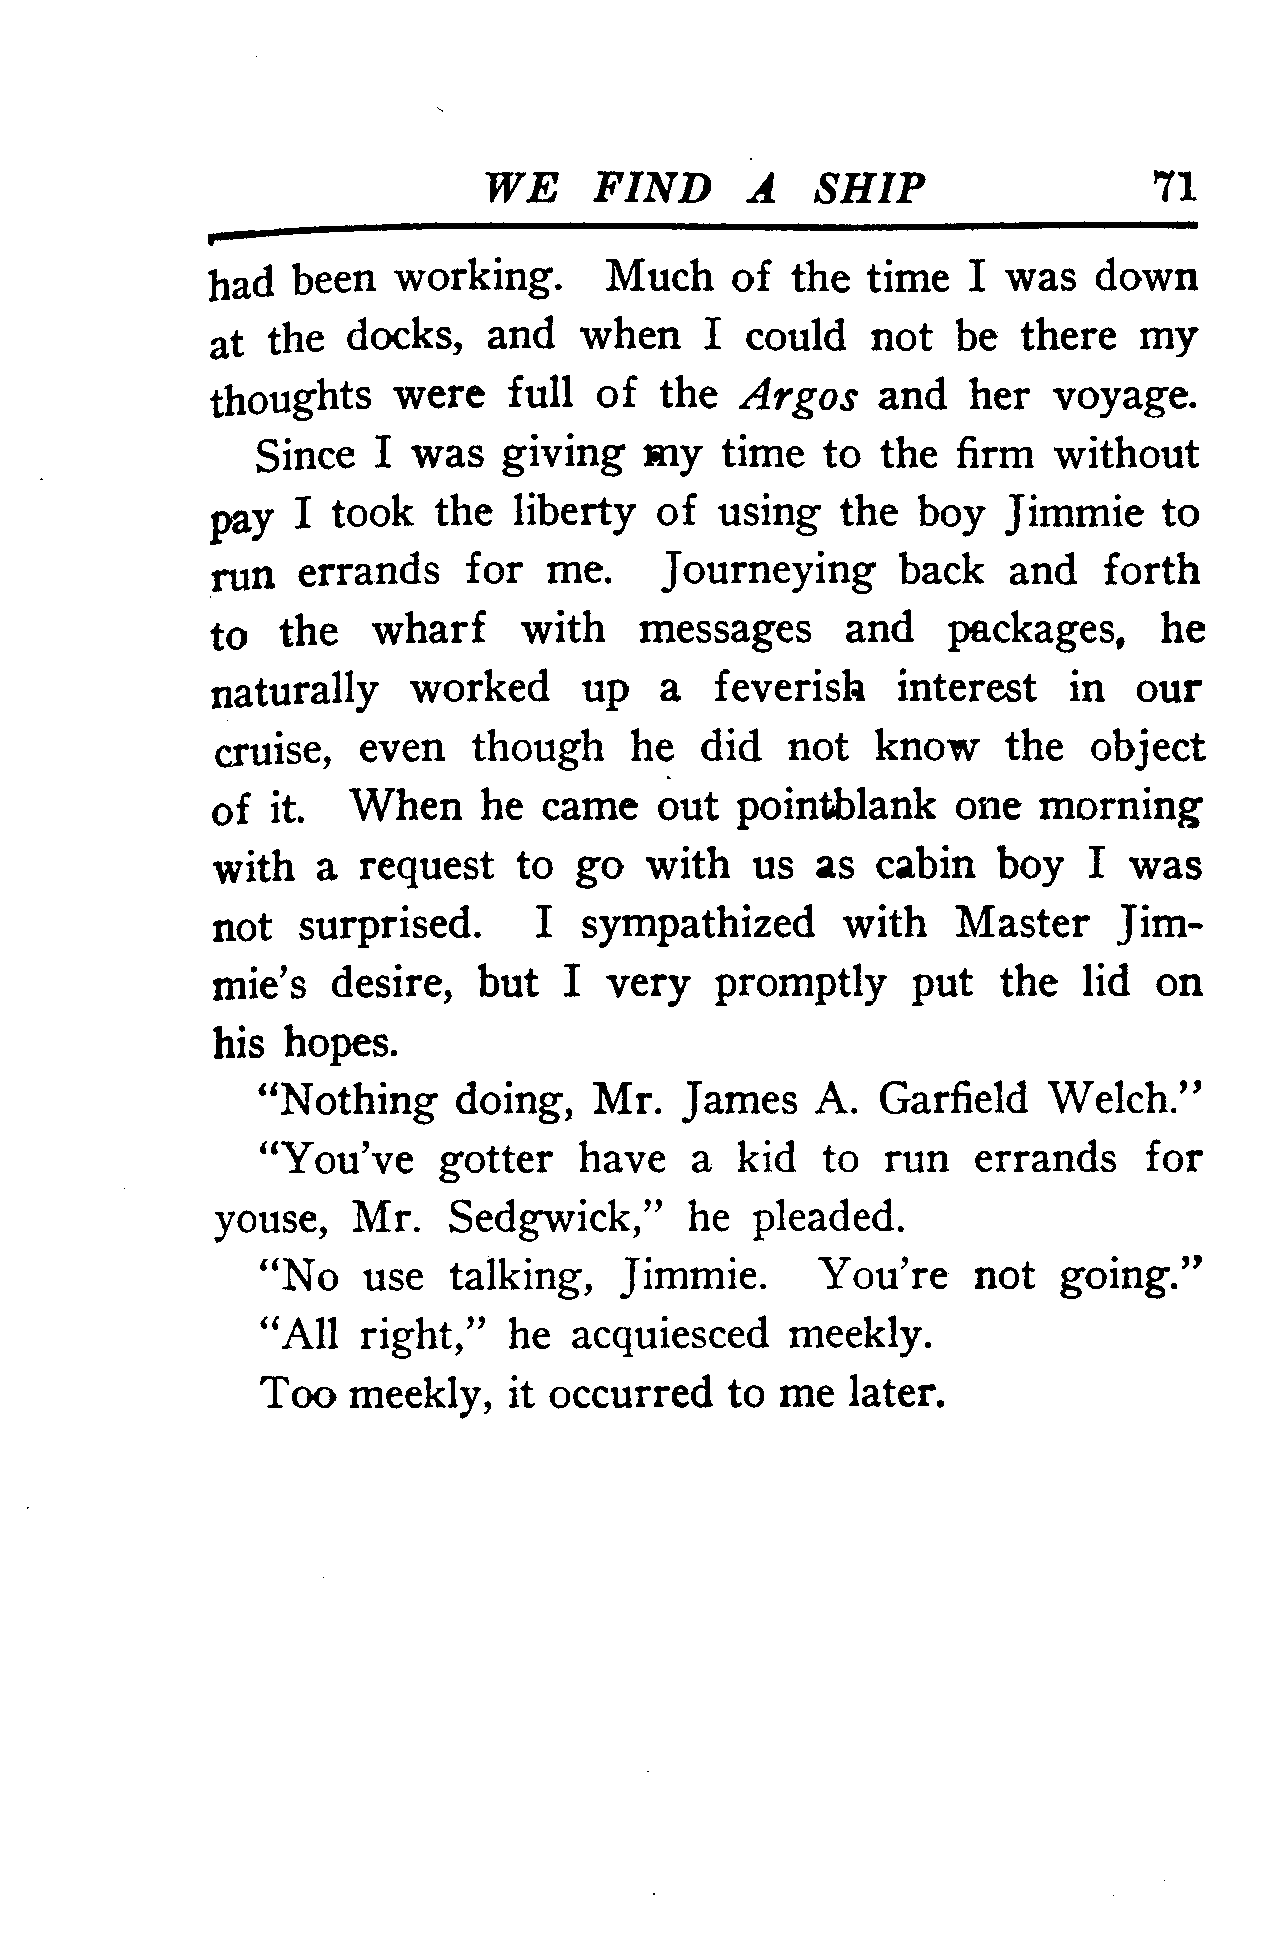 WE FIND A SHIP 71
had been working. Much of the time I was down
at the docks, and when I could not be there my
thoughts were full of the Argos and her voyage.
Since I was giving my time to the firm without
pay I took the liberty of using the boy Jimmie to
run errands for me. Journeying back and forth
to the wharf with messages and packages, he
naturally worked up a feverish interest in our
cruise, even though he did not know the object
of it. When he came out pointblank one morning
with a request to go with us as cabin boy I was
not surprised. I sympathized with Master Jim-
mie's desire, but I very promptly put the lid on
his hopes.
“Nothing doing, Mr. James A. Garfield Welch.”
“You've gotter have a kid to run errands for
youse, Mr. Sedgwick,” he pleaded.
“No use talking, Jimmie. You're not going.”
“All right,” he acquiesced meekly.
Too meekly, it occurred to me later.